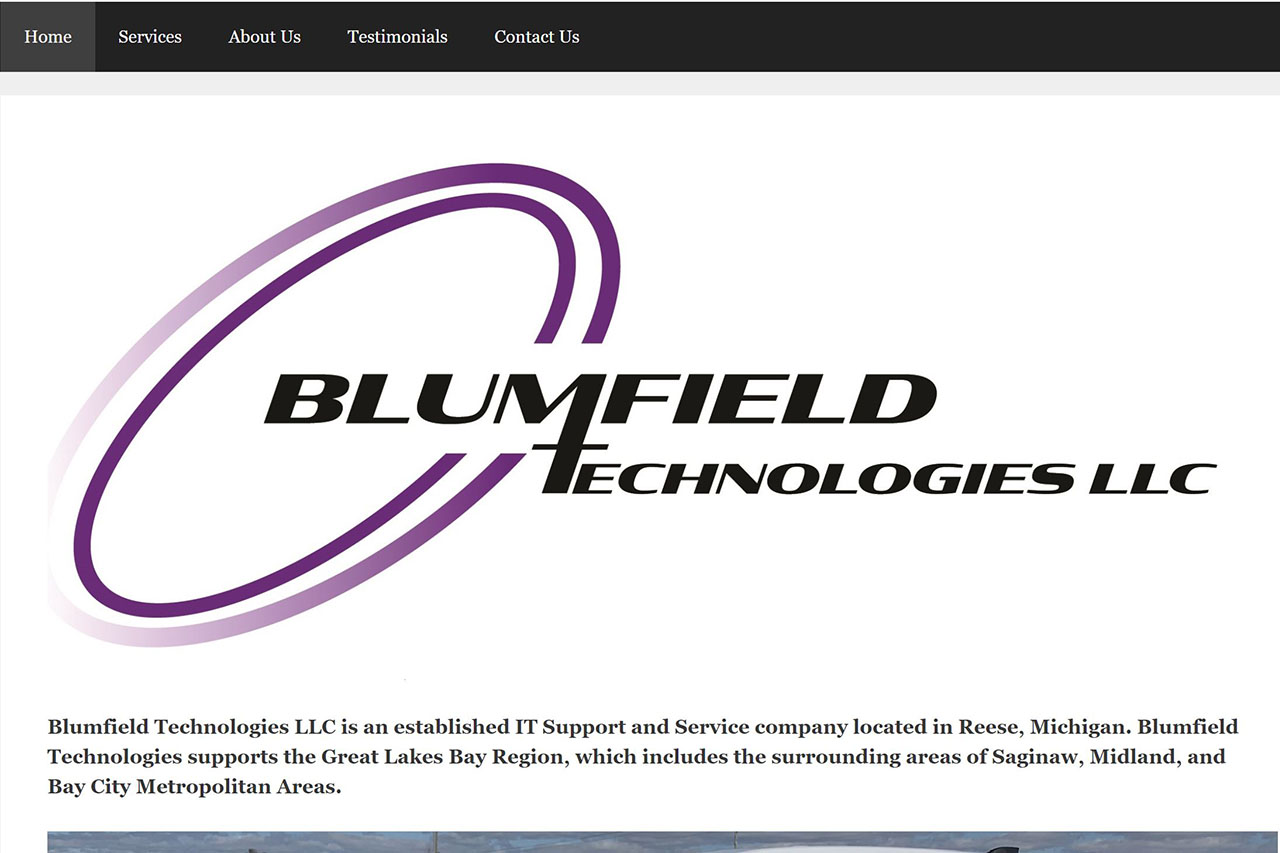 Home Services About Us Testimonials Contact Us
BLUMFIELD
TECHNOLOGIES LLC
Blumfield Technologies LLC is an established IT Support and Service company located in Reese, Michigan. Blumfield
Technologies supports the Great Lakes Bay Region, which includes the surrounding areas of Saginaw, Midland, and
Bay City Metropolitan Areas.